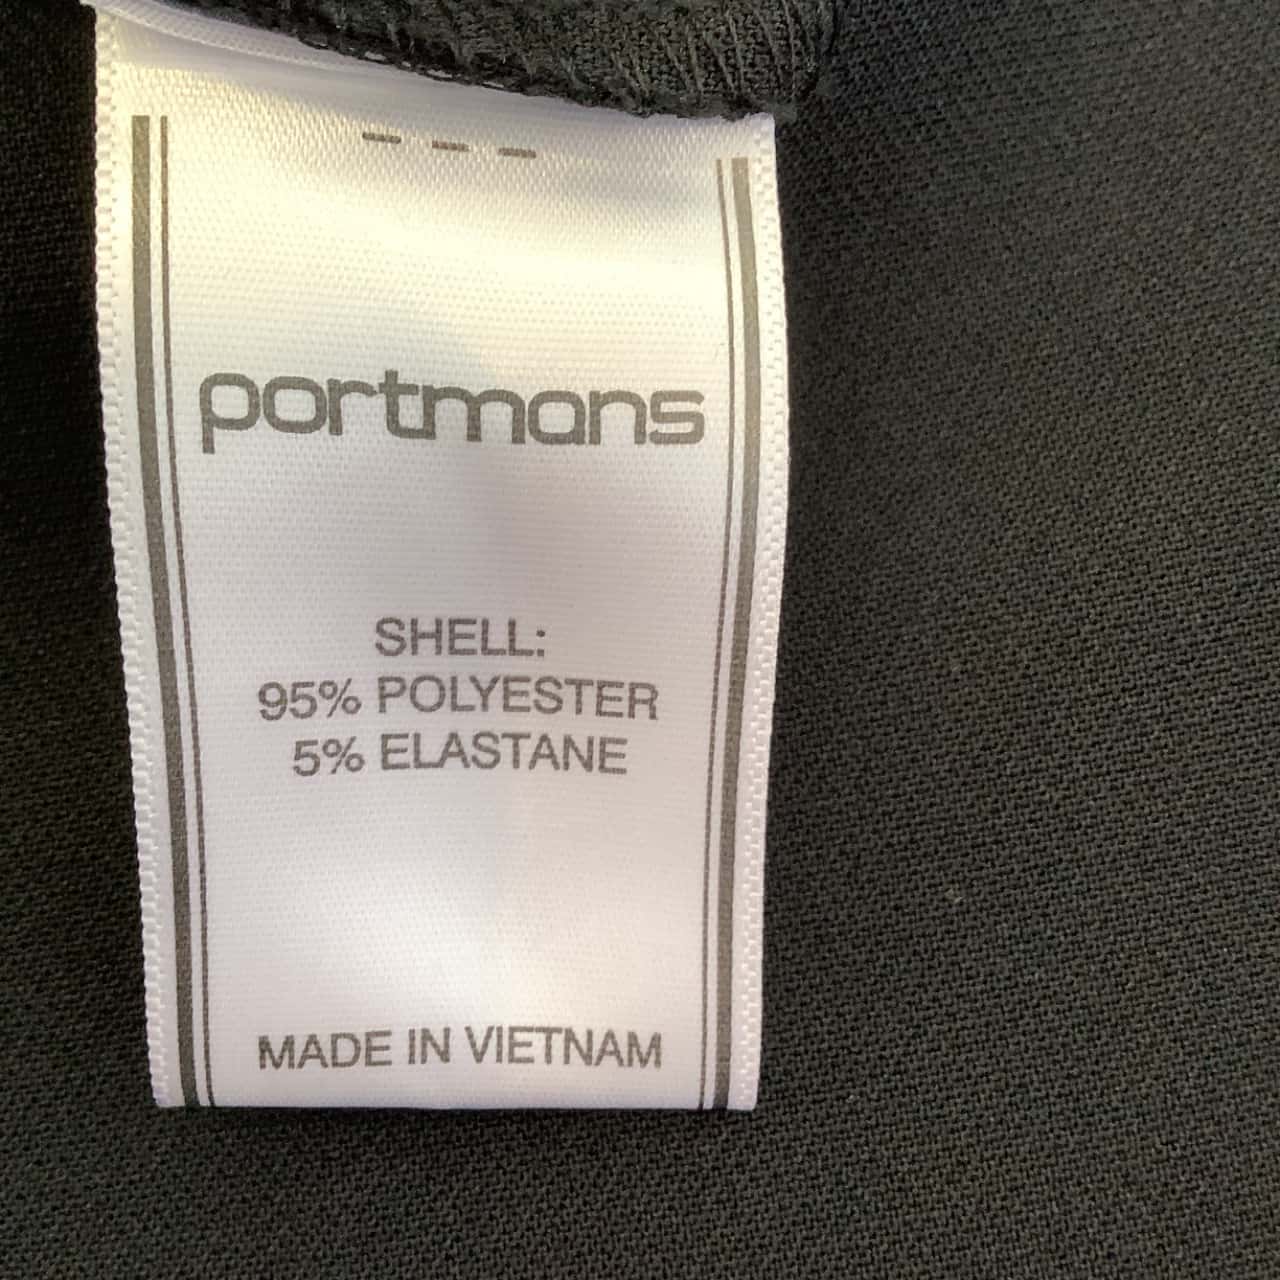 portmans
SHELL:
95% POLYESTER
5% ELASTANE
MADE IN VIETNAM